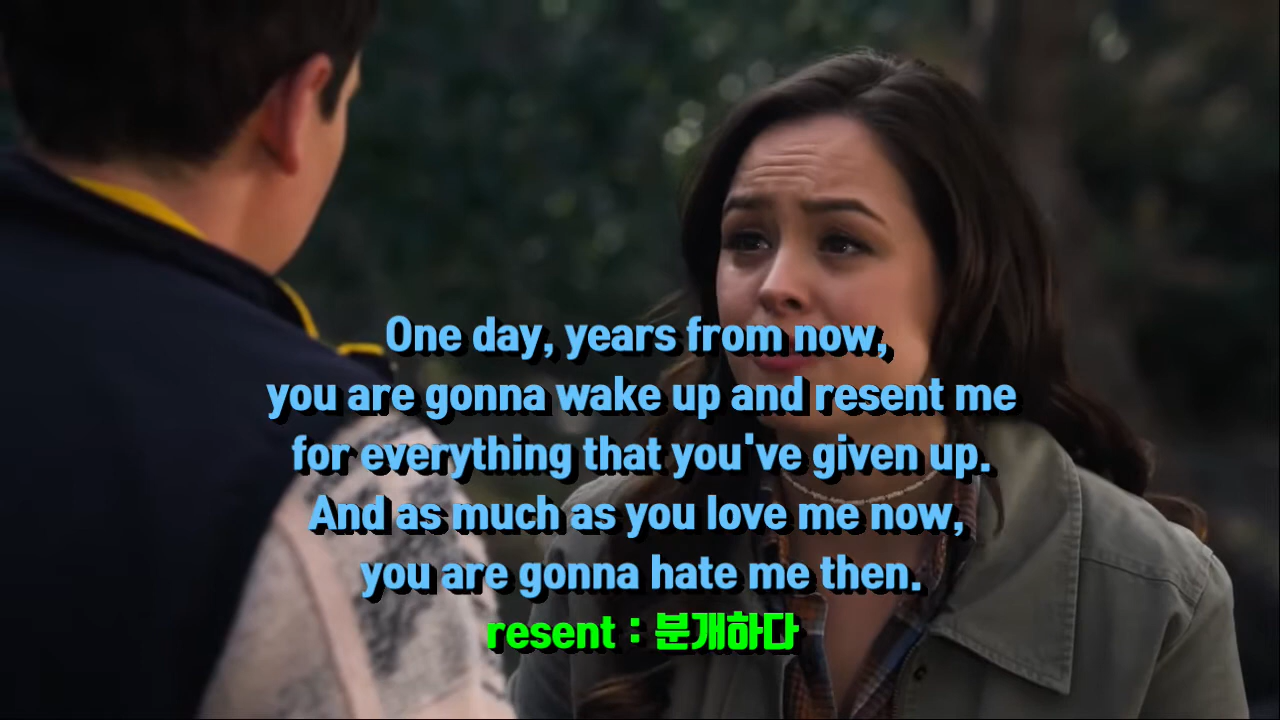 One day, years from now,
you are gonna wake up and resent me
for everything that you've given up.
And as much as you love me now,
you are gonna hate me then.
resent : 분개하다